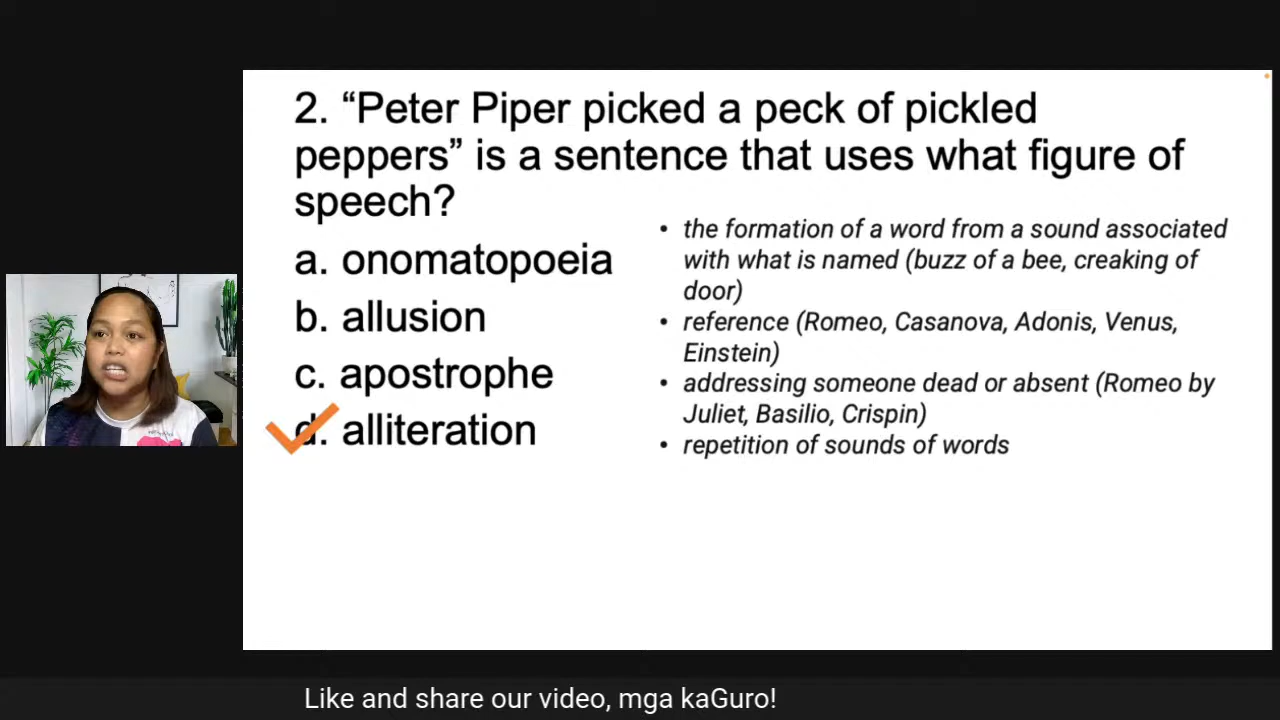 2. “Peter Piper picked a peck of pickled
peppers” is a sentence that uses what figure of
speech?
a. onomatopoeia
b. allusion
c. apostrophe
d. alliteration
• the formation of a word from a sound associated
with what is named (buzz of a bee, creaking of
door)
• reference (Romeo, Casanova, Adonis, Venus,
Einstein)
• addressing someone dead or absent (Romeo by
Juliet, Basilio, Crispin)
• repetition of sounds of words
Like and share our video, mga kaGuro!